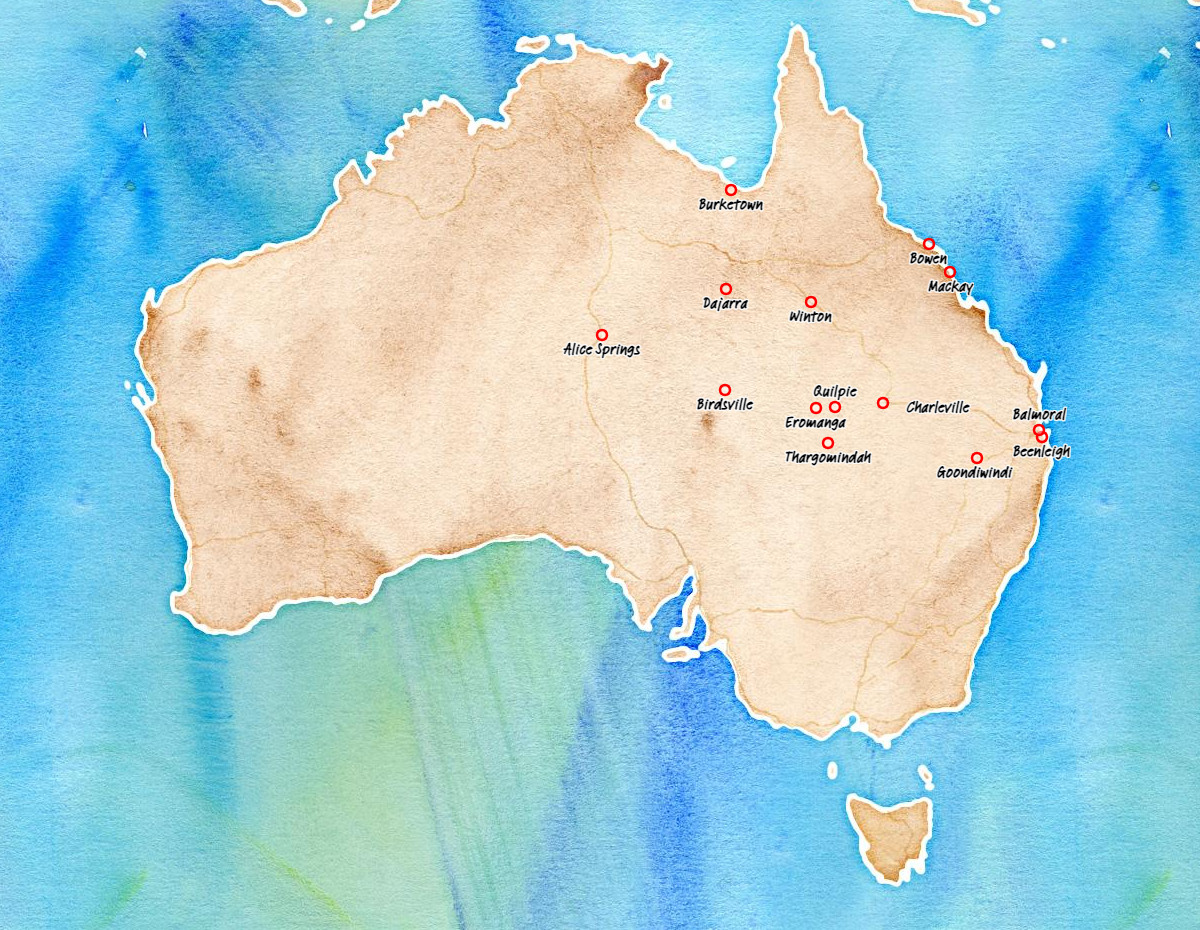 Burketown
Bowen
Mackay
Dajarra
Winton
Alice Springs
Quilpie
Birdsville
Charleville
Balmoral
Eromanga
Beenleigh
Thargomindah
Goondiwindi